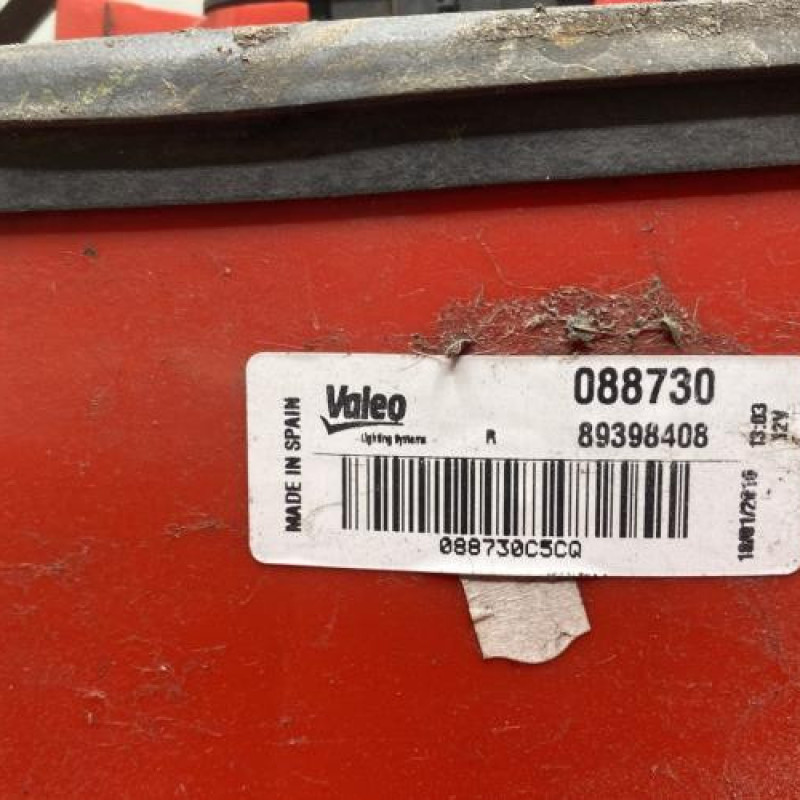 MADE IN SPAIN
Valeo
Lighting Systems
R
088730
89398408
088730C5CQ
13:03
12V
18/01/2016